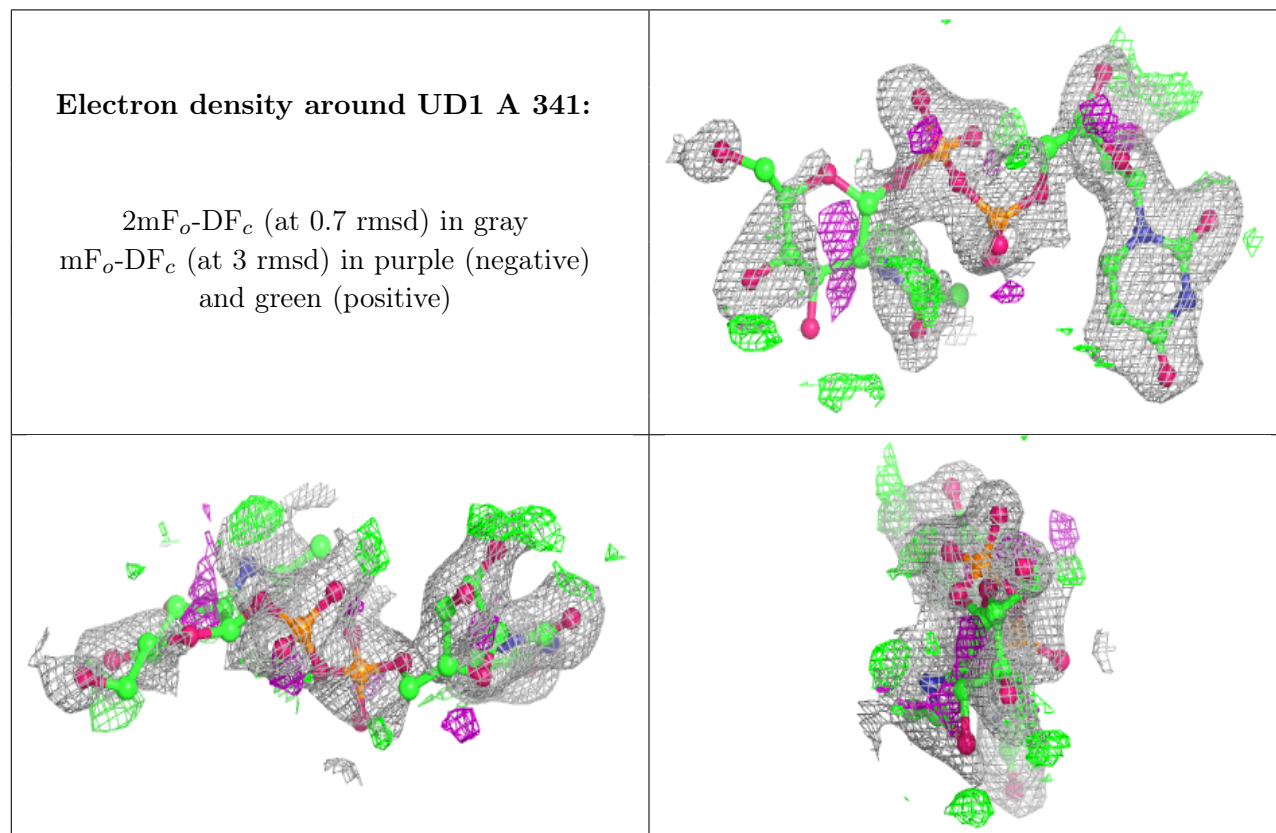 Electron density around UD1 A 341:
2mFo-DFc (at 0.7 rmsd) in gray
mFo-DFc (at 3 rmsd) in purple (negative)
and green (positive)